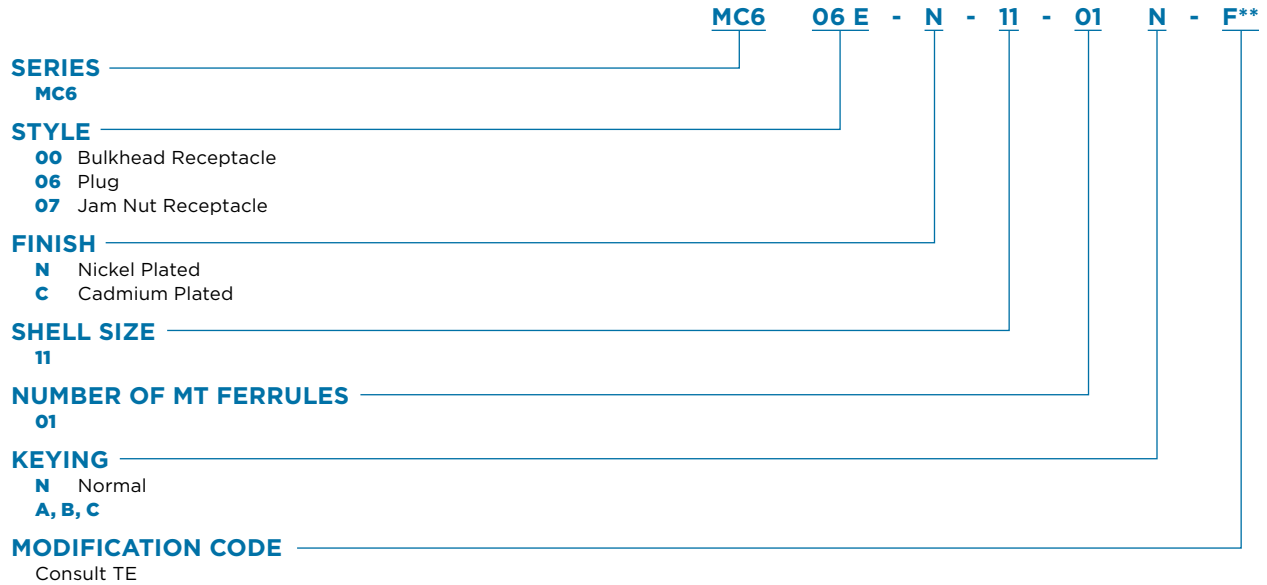 MC6 06 E - N - 11 - 01 N - F**
SERIES
MC6
STYLE
00 Bulkhead Receptacle
06 Plug
07 Jam Nut Receptacle
FINISH
N Nickel Plated
C Cadmium Plated
SHELL SIZE
11
NUMBER OF MT FERRULES
01
KEYING
N Normal
A, B, C
MODIFICATION CODE
Consult TE